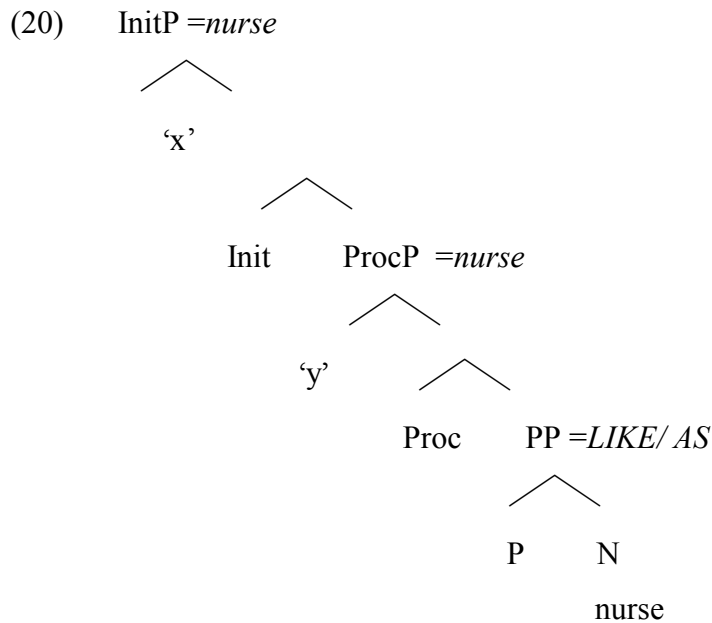 (20) InitP =nurse
‘x’
Init ProcP =nurse
‘y’
Proc PP =LIKE/ AS
P N
nurse